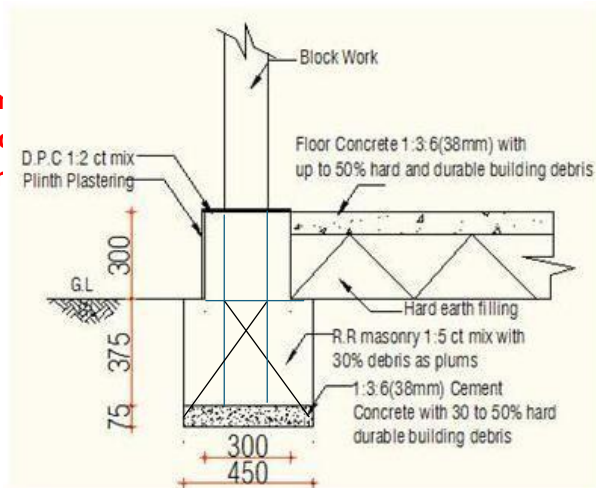 Block Work
D.P.C 1:2 ct mix
Plinth Plastering
Floor Concrete 1:3:6(38mm) with
up to 50% hard and durable building debris
300
G.L
Hard earth filling
375
R.R masonry 1:5 ct mix with
30% debris as plums
75
1:3:6(38mm) Cement
Concrete with 30 to 50% hard
durable building debris
300
450